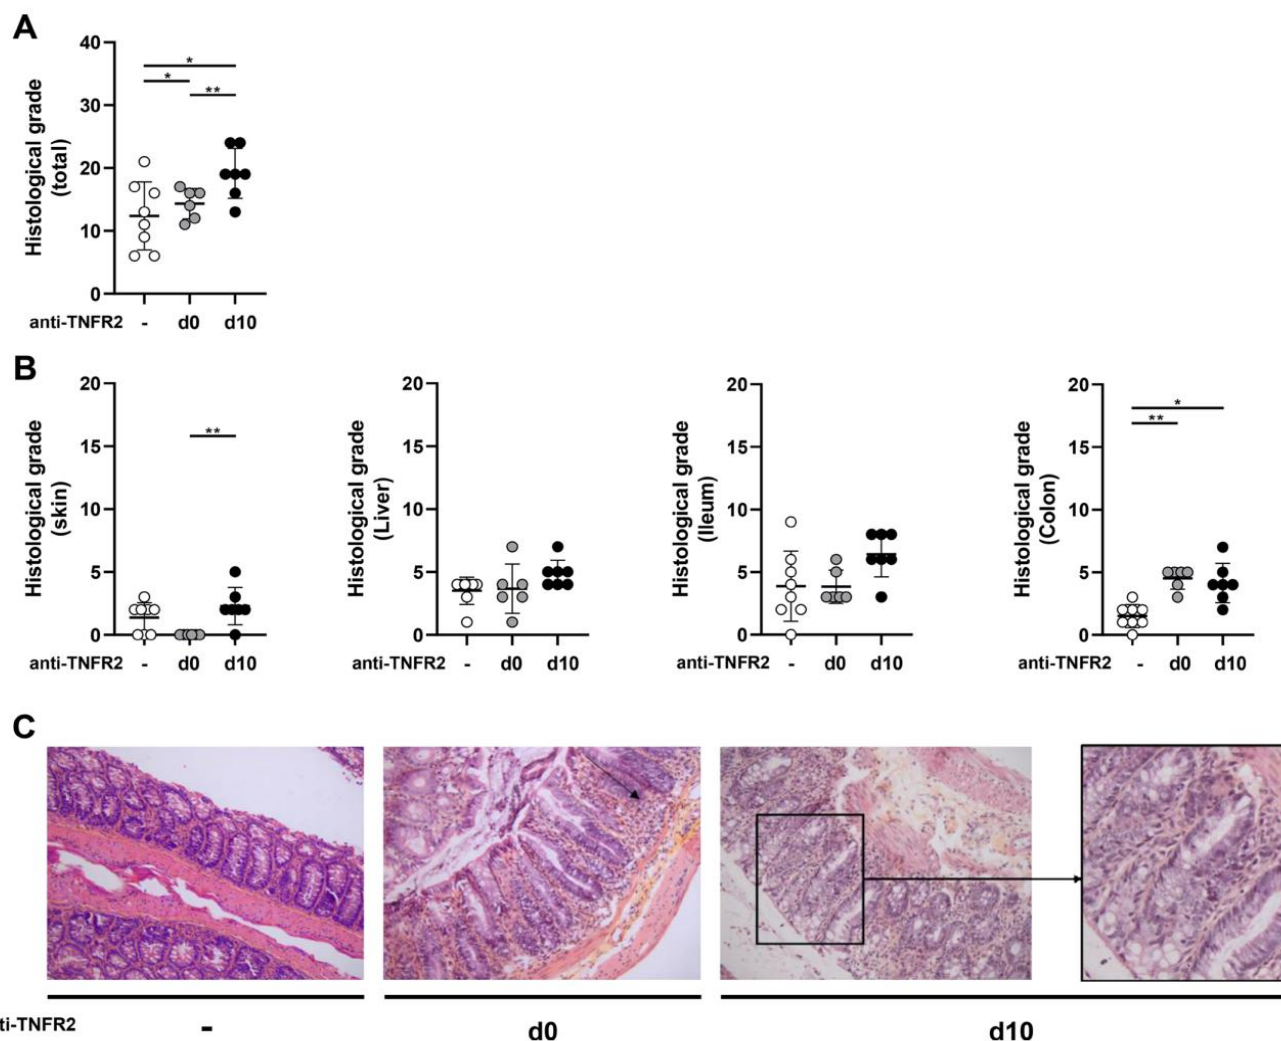 A
Histological grade
(total)
40
30
20
10
0
*
*
**
anti-TNFR2 - d0 d10
B
Histological grade
(skin)
20
15
10
5
0
**
anti-TNFR2 - d0 d10
Histological grade
(Liver)
20
15
10
5
0
anti-TNFR2 - d0 d10
Histological grade
(Ileum)
20
15
10
5
0
anti-TNFR2 - d0 d10
Histological grade
(Colon)
20
15
10
5
0
*
**
anti-TNFR2 - d0 d10
C
ti-TNFR2 - d0 d10